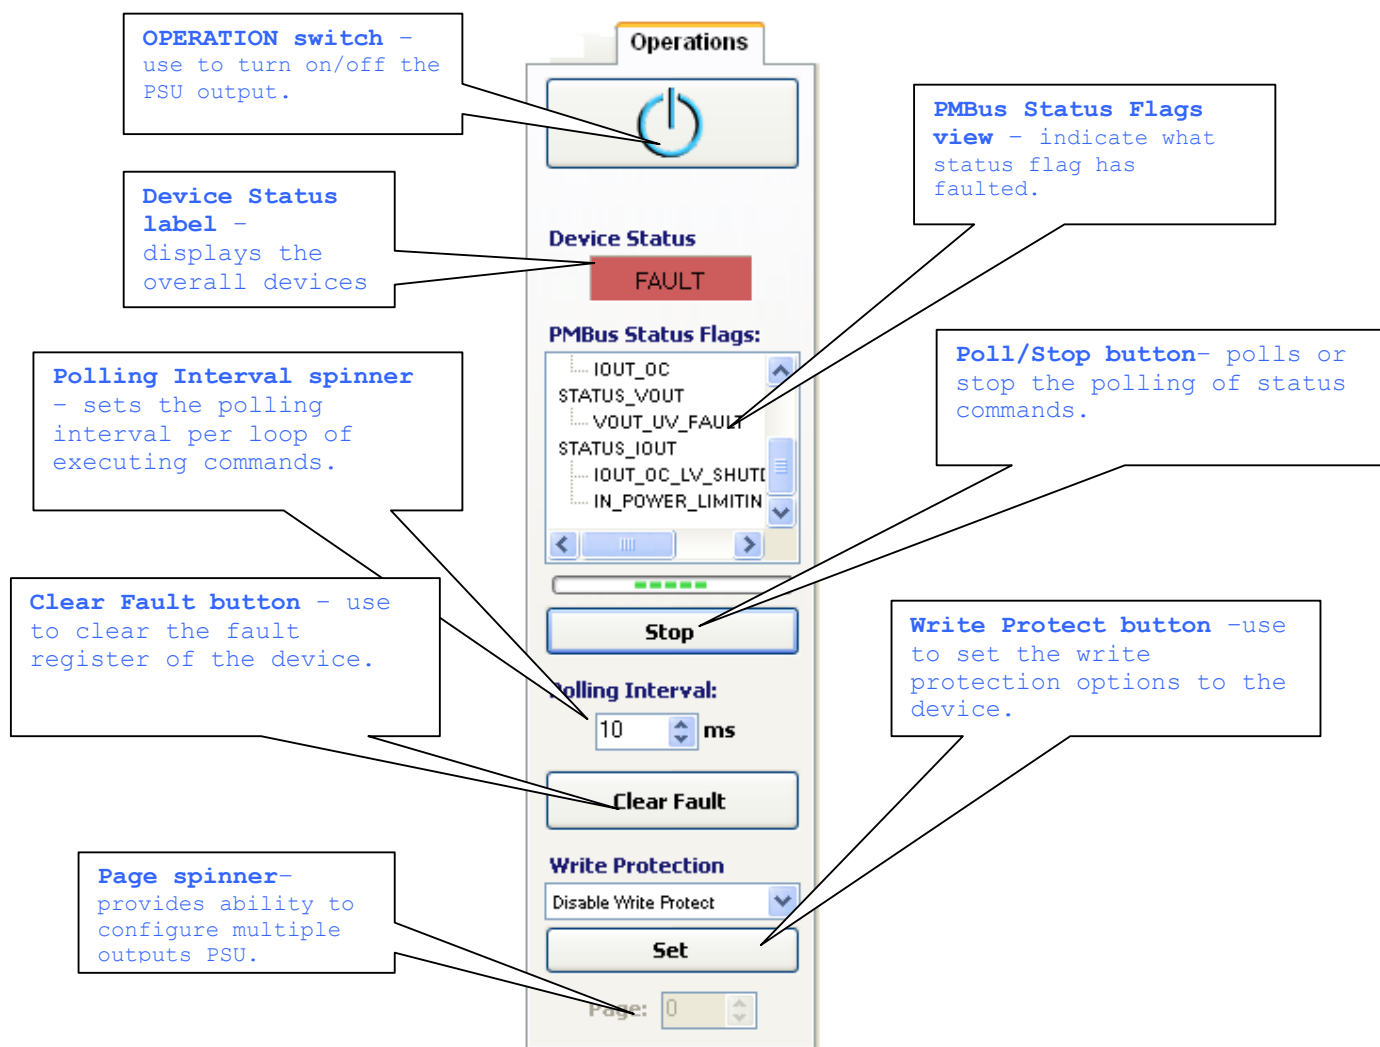 OPERATION switch –
use to turn on/off the
PSU output.
Device Status
label –
displays the
overall devices
Polling Interval spinner
– sets the polling
interval per loop of
executing commands.
Clear Fault button – use
to clear the fault
register of the device.
Page spinner–
provides ability to
configure multiple
outputs PSU.
Operations
Device Status
FAULT
PMBus Status Flags:
IOUT_OC
STATUS_VOUT
VOUT_UV_FAULT
STATUS_IOUT
IOUT_OC_LV_SHUTD
IN_POWER_LIMITIN
Stop
Polling Interval:
10 ms
Clear Fault
Write Protection
Disable Write Protect
Set
Page: 0
PMBus Status Flags
view – indicate what
status flag has
faulted.
Poll/Stop button– polls or
stop the polling of status
commands.
Write Protect button –use
to set the write
protection options to the
device.